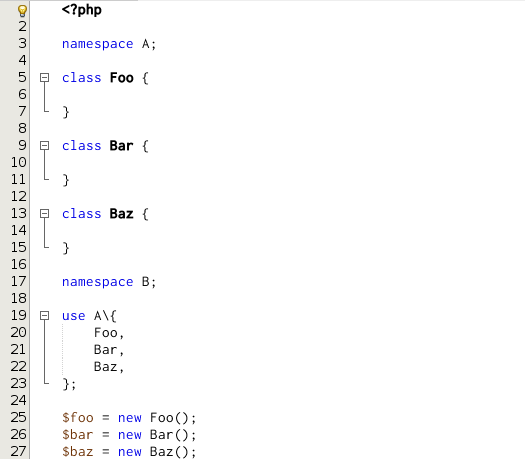 <?php
2
3 namespace A;
4
5 class Foo {
6
7 }
8
9 class Bar {
10
11 }
12
13 class Baz {
14
15 }
16
17 namespace B;
18
19 use A\{
20 Foo,
21 Bar,
22 Baz,
23 };
24
25 $foo = new Foo();
26 $bar = new Bar();
27 $baz = new Baz();